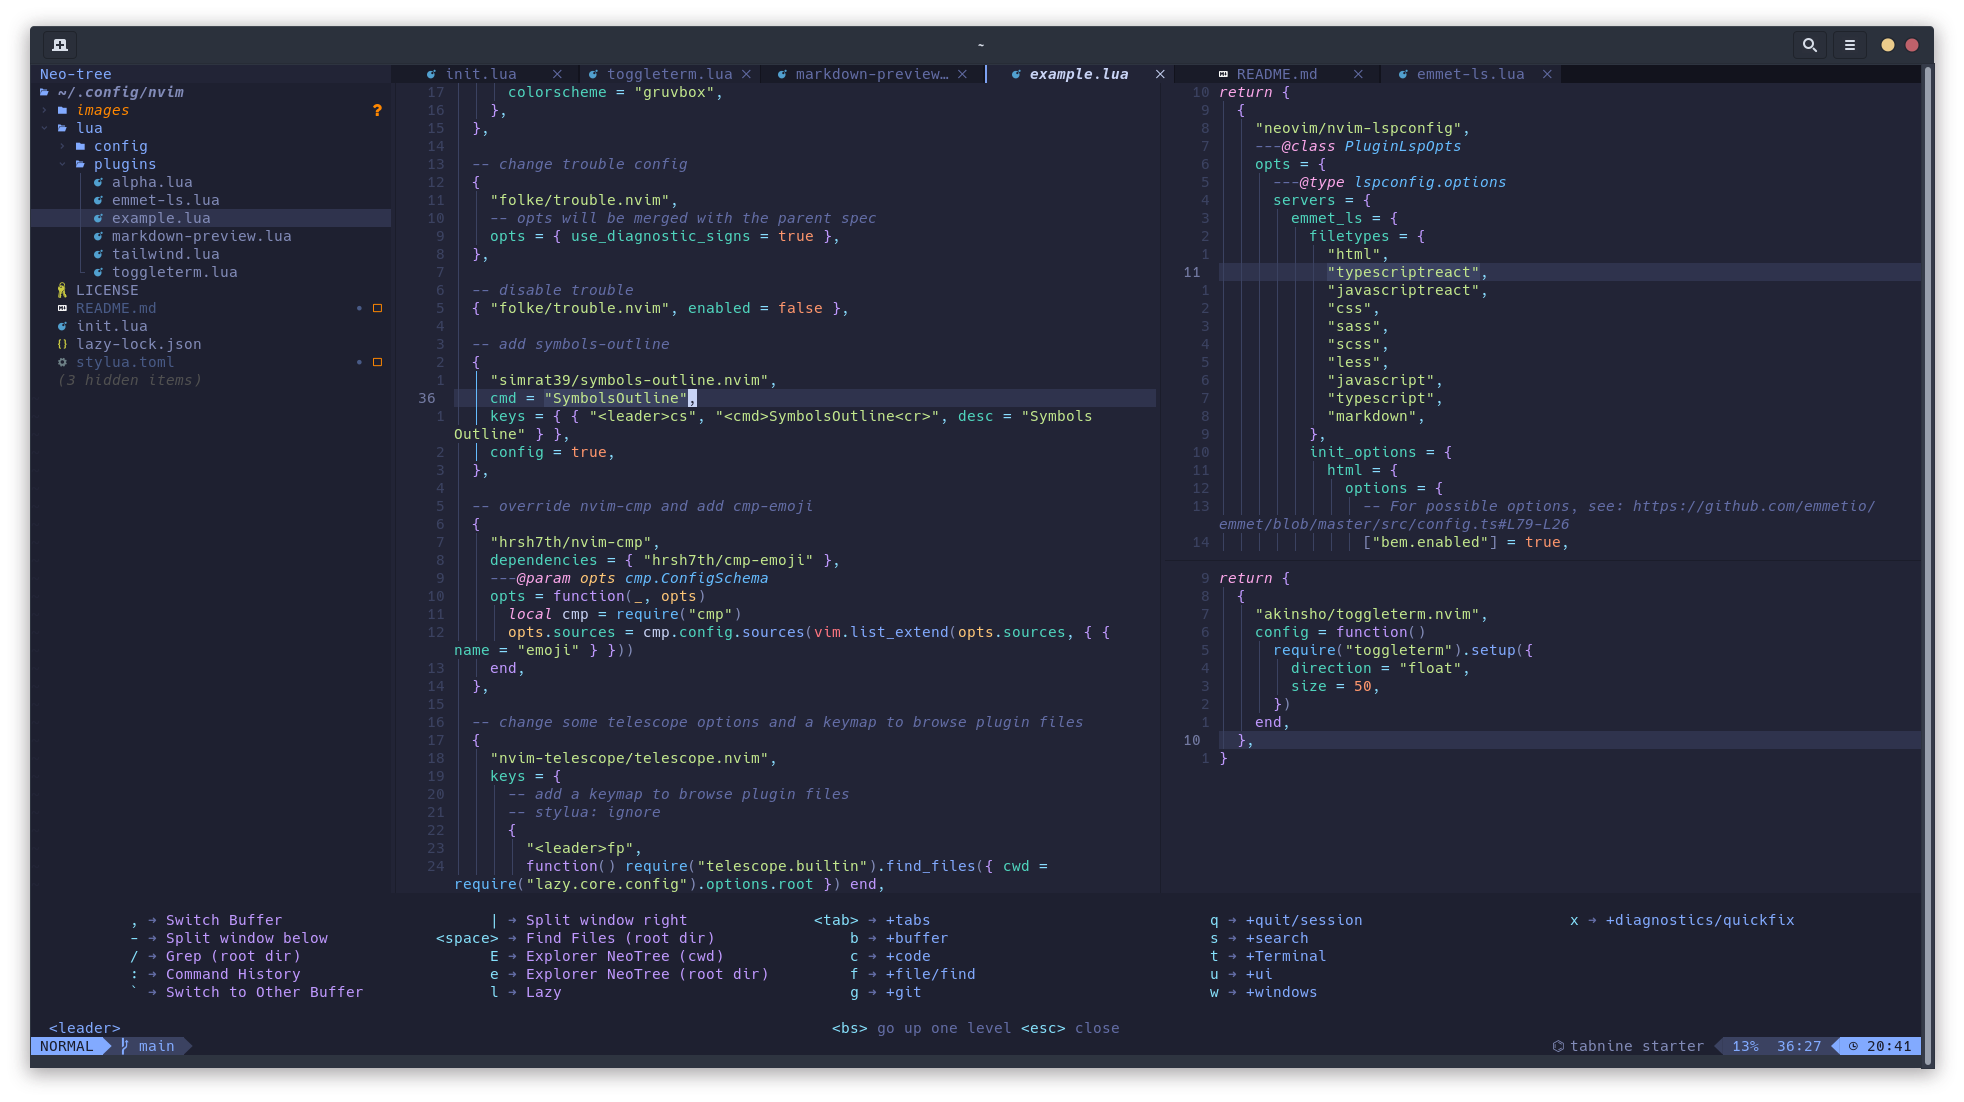 ~
Neo-tree
~/.config/nvim
images ?
lua
config
plugins
alpha.lua
emmet-ls.lua
example.lua
markdown-preview.lua
tailwind.lua
toggleterm.lua
LICENSE
README.md
init.lua
lazy-lock.json
stylua.toml
(3 hidden items)
init.lua toggleterm.lua markdown-preview… example.lua README.md emmet-ls.lua
17 colorscheme = "gruvbox",
16 },
15 },
14
13 -- change trouble config
12 {
11 "folke/trouble.nvim",
10 -- opts will be merged with the parent spec
9 opts = { use_diagnostic_signs = true },
8 },
7
6 -- disable trouble
5 { "folke/trouble.nvim", enabled = false },
4
3 -- add symbols-outline
2 {
1 "simrat39/symbols-outline.nvim",
36 cmd = "SymbolsOutline",
1 keys = { { "<leader>cs", "<cmd>SymbolsOutline<cr>", desc = "Symbols
Outline" } },
2 config = true,
3 },
4
5 -- override nvim-cmp and add cmp-emoji
6 {
7 "hrsh7th/nvim-cmp",
8 dependencies = { "hrsh7th/cmp-emoji" },
9 ---@param opts cmp.ConfigSchema
10 opts = function(_, opts)
11 local cmp = require("cmp")
12 opts.sources = cmp.config.sources(vim.list_extend(opts.sources, { {
name = "emoji" } }))
13 end,
14 },
15
16 -- change some telescope options and a keymap to browse plugin files
17 {
18 "nvim-telescope/telescope.nvim",
19 keys = {
20 -- add a keymap to browse plugin files
21 -- stylua: ignore
22 {
23 "<leader>fp",
24 function() require("telescope.builtin").find_files({ cwd =
require("lazy.core.config").options.root }) end,
10 return {
9 {
8 "neovim/nvim-lspconfig",
7 ---@class PluginLspOpts
6 opts = {
5 ---@type lspconfig.options
4 servers = {
3 emmet_ls = {
2 filetypes = {
1 "html",
11 "typescriptreact",
1 "javascriptreact",
2 "css",
3 "sass",
4 "scss",
5 "less",
6 "javascript",
7 "typescript",
8 "markdown",
9 },
10 init_options = {
11 html = {
12 options = {
13 -- For possible options, see: https://github.com/emmetio/
emmet/blob/master/src/config.ts#L79-L26
14 ["bem.enabled"] = true,
9 return {
8 {
7 "akinsho/toggleterm.nvim",
6 config = function()
5 require("toggleterm").setup({
4 direction = "float",
3 size = 50,
2 })
1 end,
10 },
1 }
, → Switch Buffer | → Split window right <tab> → +tabs q → +quit/session x → +diagnostics/quickfix
- → Split window below <space> → Find Files (root dir) b → +buffer s → +search
/ → Grep (root dir) E → Explorer NeoTree (cwd) c → +code t → +Terminal
: → Command History e → Explorer NeoTree (root dir) f → +file/find u → +ui
` → Switch to Other Buffer l → Lazy g → +git w → +windows
<leader> <bs> go up one level <esc> close
NORMAL main tabnine starter 13% 36:27 20:41